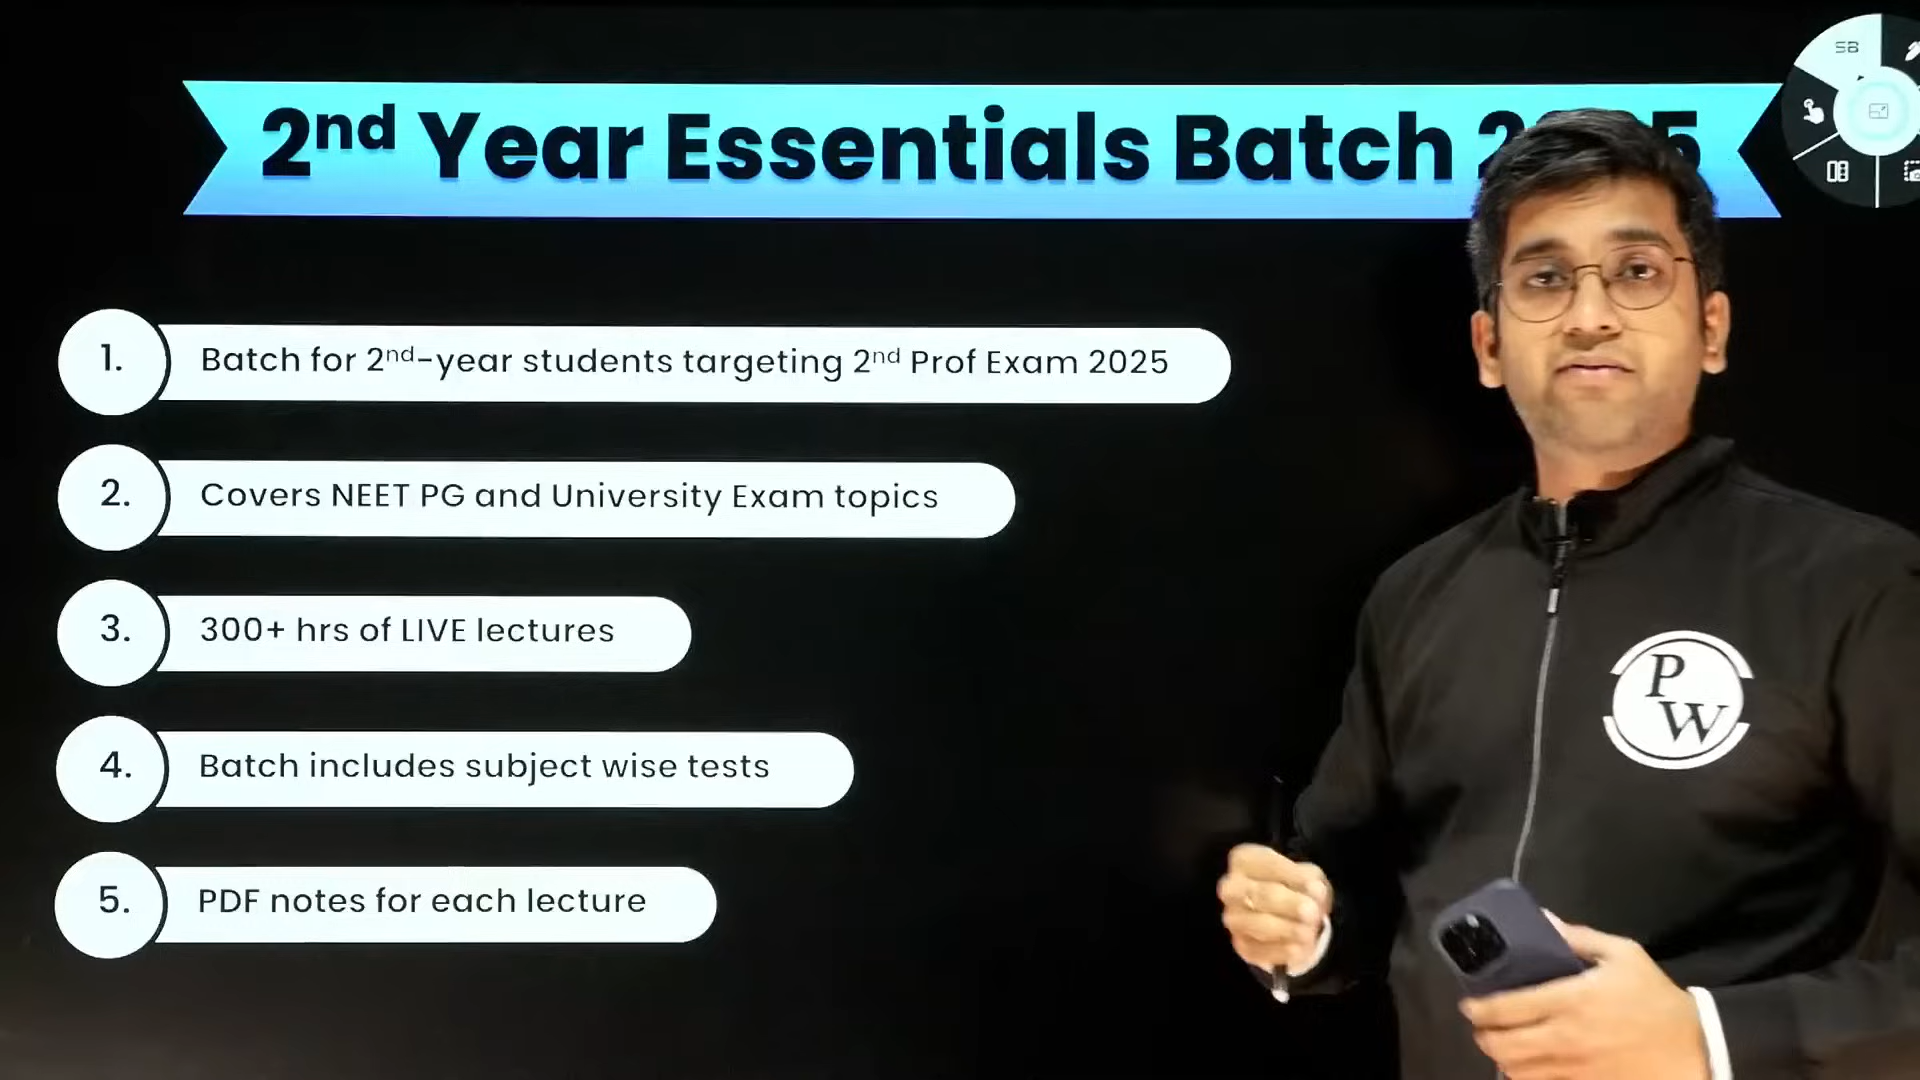 SB
2nd Year Essentials Batch
1. Batch for 2nd-year students targeting 2nd Prof Exam 2025
2. Covers NEET PG and University Exam topics
3. 300+ hrs of LIVE lectures
4. Batch includes subject wise tests
5. PDF notes for each lecture
P
W